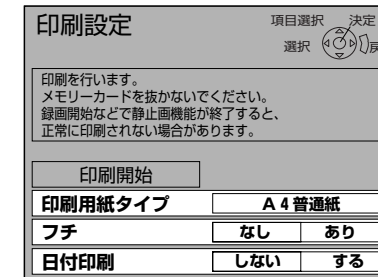 印刷設定
項目選択 決定
選択 戻
印刷を行います。
メモリーカードを抜かないでください。
録画開始などで静止画機能が終了すると、
正常に印刷されない場合があります。
印刷開始
印刷用紙タイプ A4普通紙
フチ なし あり
日付印刷 しない する